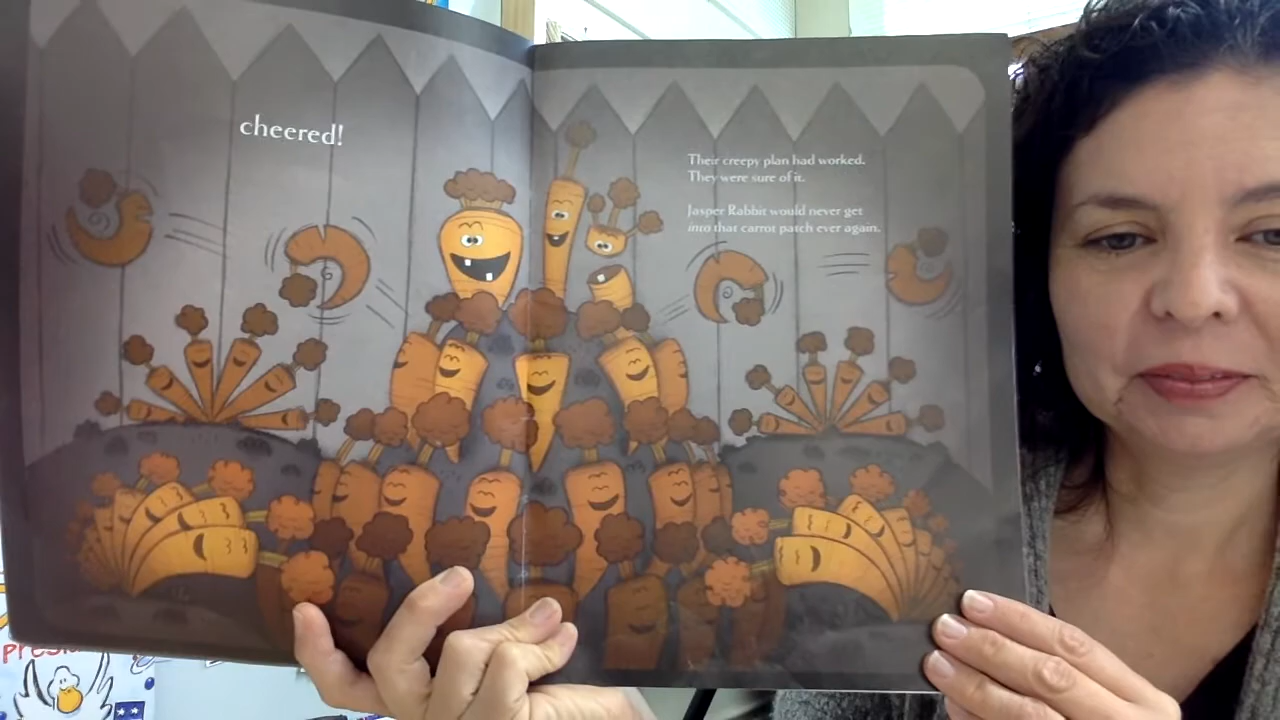 cheered!
Their creepy plan had worked.
They were sure of it.
Jasper Rabbit would never get
into that carrot patch ever again.